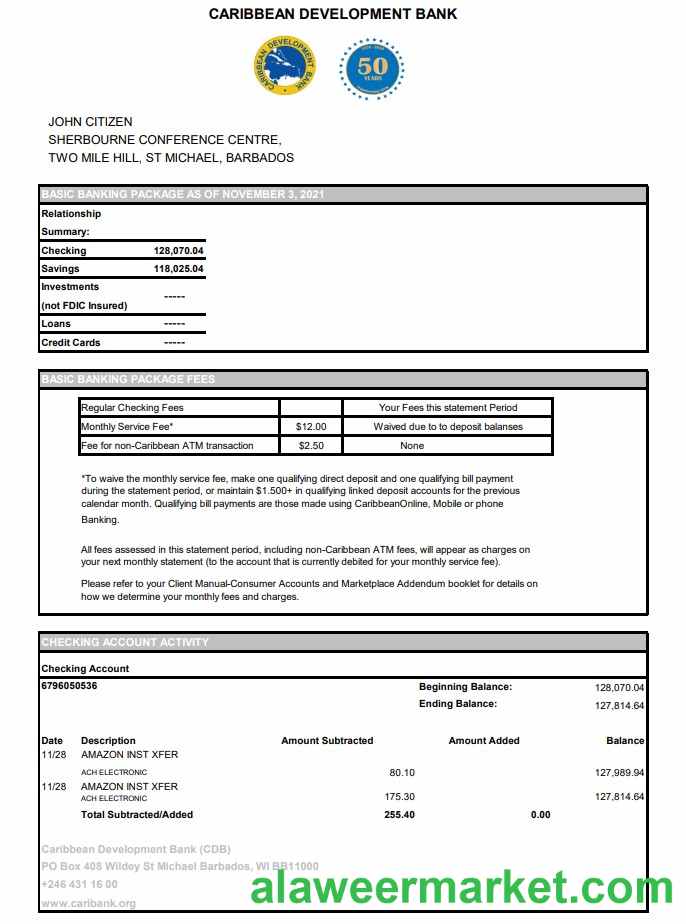 CARIBBEAN DEVELOPMENT BANK
CARIBBEAN DEVELOPMENT BANK
50
YEARS
JOHN CITIZEN
SHERBOURNE CONFERENCE CENTRE,
TWO MILE HILL, ST MICHAEL, BARBADOS
BASIC BANKING PACKAGE AS OF NOVEMBER 3, 2021
Relationship
Summary:
Checking 128,070.04
Savings 118,025.04
Investments
-----
(not FDIC Insured)
Loans -----
Credit Cards -----
BASIC BANKING PACKAGE FEES
Regular Checking Fees Your Fees this statement Period
Monthly Service Fee* $12.00 Waived due to to deposit balanses
Fee for non-Caribbean ATM transaction $2.50 None
*To waive the monthly service fee, make one qualifying direct deposit and one qualifying bill payment
during the statement period, or maintain $1.500+ in qualifying linked deposit accounts for the previous
calendar month. Qualifying bill payments are those made using CaribbeanOnline, Mobile or phone
Banking.
All fees assessed in this statement period, including non-Caribbean ATM fees, will appear as charges on
your next monthly statement (to the account that is currently debited for your monthly service fee).
Please refer to your Client Manual-Consumer Accounts and Marketplace Addendum booklet for details on
how we determine your monthly fees and charges.
CHECKING ACCOUNT ACTIVITY
Checking Account
6796050536 Beginning Balance: 128,070.04
Ending Balance: 127,814.64
Date Description Amount Subtracted Amount Added Balance
11/28 AMAZON INST XFER
ACH ELECTRONIC 80.10 127,989.94
11/28 AMAZON INST XFER
ACH ELECTRONIC 175.30 127,814.64
Total Subtracted/Added 255.40 0.00
Caribbean Development Bank (CDB)
PO Box 408 Wildey St Michael Barbados, WI BB11000
+246 431 16 00
www.caribank.org
alaweermarket.com